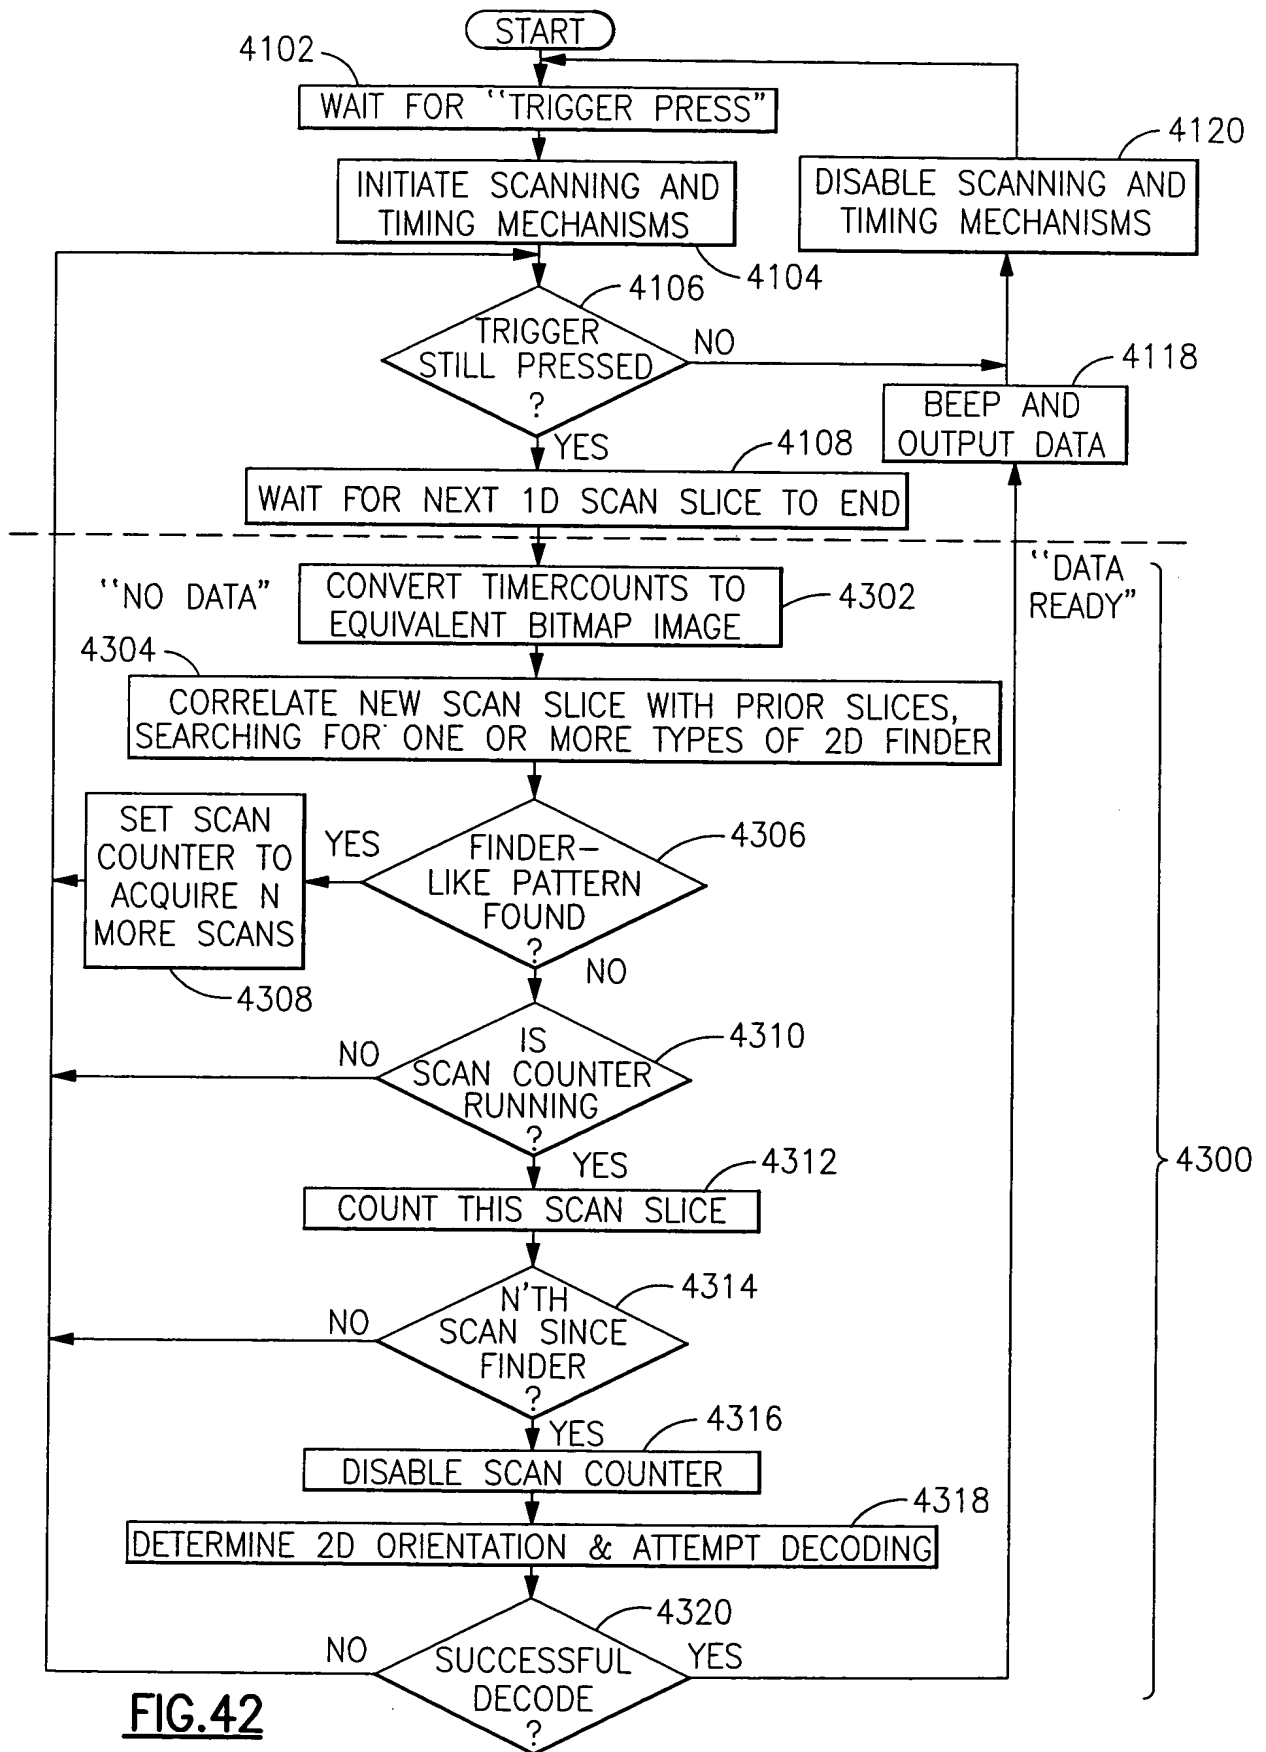 START
4102
WAIT FOR "TRIGGER PRESS"
4120
INITIATE SCANNING AND
TIMING MECHANISMS
DISABLE SCANNING AND
TIMING MECHANISMS
4104
4106
TRIGGER
STILL PRESSED
?
NO
4118
BEEP AND
OUTPUT DATA
YES
4108
WAIT FOR NEXT 1D SCAN SLICE TO END
"NO DATA"
"DATA
READY"
CONVERT TIMERCOUNTS TO
EQUIVALENT BITMAP IMAGE
4302
4304
CORRELATE NEW SCAN SLICE WITH PRIOR SLICES,
SEARCHING FOR ONE OR MORE TYPES OF 2D FINDER
SET SCAN
COUNTER TO
ACQUIRE N
MORE SCANS
YES
FINDER-
LIKE PATTERN
FOUND
?
4306
4308
NO
IS
SCAN COUNTER
RUNNING
?
4310
NO
YES
4312
4300
COUNT THIS SCAN SLICE
N'TH
SCAN SINCE
FINDER
?
4314
NO
YES
4316
DISABLE SCAN COUNTER
4318
DETERMINE 2D ORIENTATION & ATTEMPT DECODING
4320
NO
SUCCESSFUL
DECODE
?
YES
FIG.42